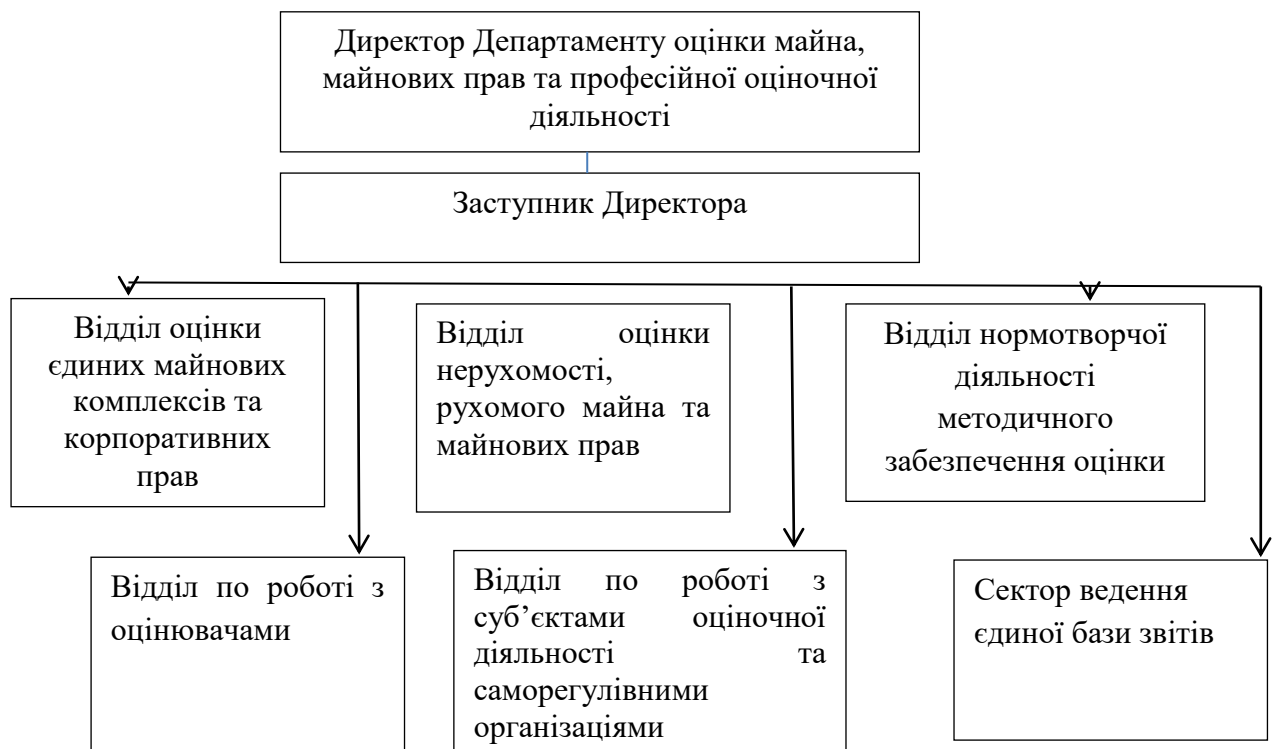 Директор Департаменту оцінки майна,
майнових прав та професійної оціночної
діяльності
Заступник Директора
Відділ оцінки
єдиних майнових
комплексів та
корпоративних
прав
Відділ оцінки
нерухомості,
рухомого майна та
майнових прав
Відділ нормотворчої
діяльності
методичного
забезпечення оцінки
Відділ по роботі з
оцінювачами
Відділ по роботі з
суб’єктами оціночної
діяльності та
саморегулівними
організаціями
Сектор ведення
єдиної бази звітів